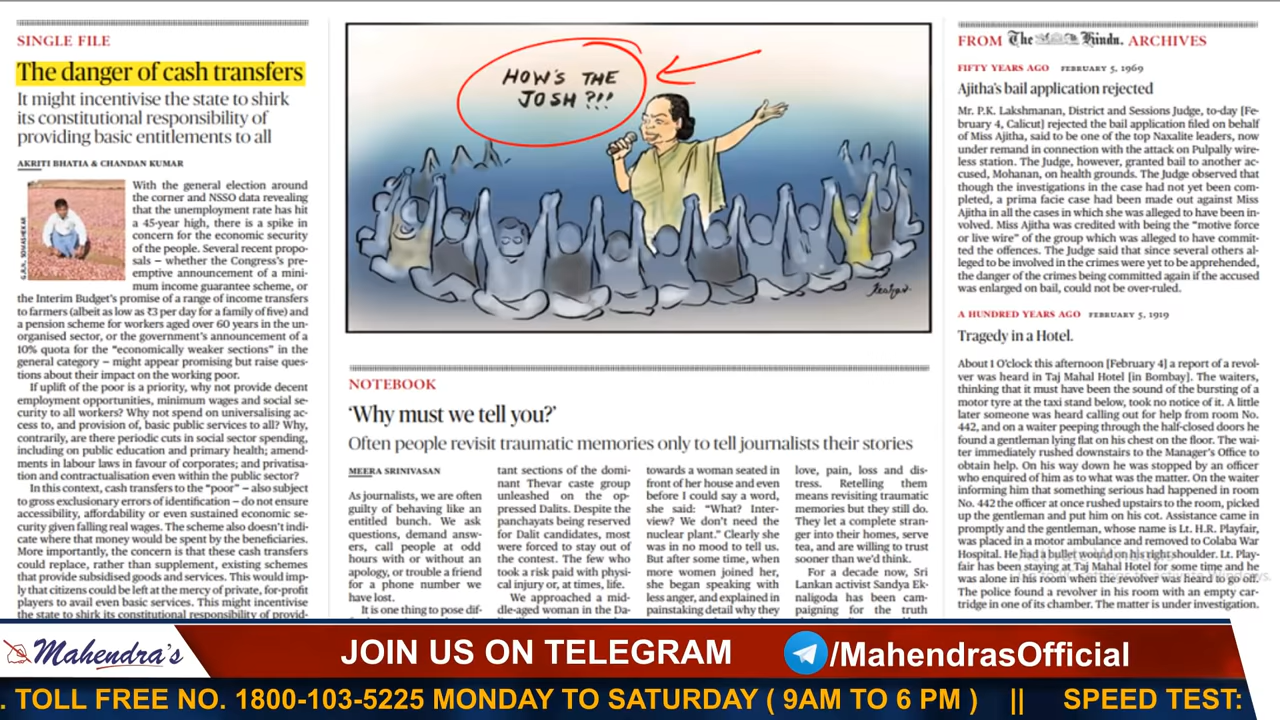 SINGLE FILE
The danger of cash transfers
It might incentivise the state to shirk
its constitutional responsibility of
providing basic entitlements to all
AKRITI BHATIA & CHANDAN KUMAR
G.R.N. SOMASHEKAR
With the general election around
the corner and NSSO data revealing
that the unemployment rate has hit
a 45-year high, there is a spike in
concern for the economic security
of the people. Several recent propo-
sals – whether the Congress's pre-
emptive announcement of a mini-
mum income guarantee scheme, or
the Interim Budget's promise of a range of income transfers
to farmers (albeit as low as ₹3 per day for a family of five) and
a pension scheme for workers aged over 60 years in the un-
organised sector, or the government's announcement of a
10% quota for the "economically weaker sections" in the
general category – might appear promising but raise ques-
tions about their impact on the working poor.
If uplift of the poor is a priority, why not provide decent
employment opportunities, minimum wages and social se-
curity to all workers? Why not spend on universalising ac-
cess to, and provision of, basic public services to all? Why,
contrarily, are there periodic cuts in social sector spending,
including on public education and primary health; amend-
ments in labour laws in favour of corporates; and privatisa-
tion and contractualisation even within the public sector?
In this context, cash transfers to the "poor" – also subject
to gross exclusionary errors of identification – do not ensure
accessibility, affordability or even sustained economic se-
curity given falling real wages. The scheme also doesn't indi-
cate where that money would be spent by the beneficiaries.
More importantly, the concern is that these cash transfers
could replace, rather than supplement, existing schemes
that provide subsidised goods and services. This would imp-
ly that citizens could be left at the mercy of private, for-profit
players to avail even basic services. This might incentivise
the state to shirk its constitutional responsibility of provid-
HOW'S THE
JOSH ?!!
Keshav
NOTEBOOK
'Why must we tell you?'
Often people revisit traumatic memories only to tell journalists their stories
MEERA SRINIVASAN
As journalists, we are often
guilty of behaving like an
entitled bunch. We ask
questions, demand answ-
ers, call people at odd
hours with or without an
apology, or trouble a friend
for a phone number we
have lost.
It is one thing to pose dif-
tant sections of the domi-
nant Thevar caste group
unleashed on the op-
pressed Dalits. Despite the
panchayats being reserved
for Dalit candidates, most
were forced to stay out of
the contest. The few who
took a risk paid with physi-
cal injury or, at times, life.
We approached a mid-
dle-aged woman in the Da-
towards a woman seated in
front of her house and even
before I could say a word,
she said: "What? Inter-
view? We don't need the
nuclear plant." Clearly she
was in no mood to tell us.
But after some time, when
more women joined her,
she began speaking with
less anger, and explained in
painstaking detail why they
love, pain, loss and dis-
tress. Retelling them
means revisiting traumatic
memories but they still do.
They let a complete stran-
ger into their homes, serve
tea, and are willing to trust
sooner than we'd think.
For a decade now, Sri
Lankan activist Sandya Ek-
naligoda has been cam-
paigning for the truth
FROM The Hindu. ARCHIVES
FIFTY YEARS AGO FEBRUARY 5, 1969
Ajitha's bail application rejected
Mr. P.K. Lakshmanan, District and Sessions Judge, to-day [Fe-
bruary 4, Calicut] rejected the bail application filed on behalf
of Miss Ajitha, said to be one of the top Naxalite leaders, now
under remand in connection with the attack on Pulpally wire-
less station. The Judge, however, granted bail to another ac-
cused, Mohanan, on health grounds. The Judge observed that
though the investigations in the case had not yet been com-
pleted, a prima facie case had been made out against Miss
Ajitha in all the cases in which she was alleged to have been in-
volved. Miss Ajitha was credited with being the "motive force
or live wire" of the group which was alleged to have commit-
ted the offences. The Judge said that since several others al-
leged to be involved in the crimes were yet to be apprehended,
the danger of the crimes being committed again if the accused
was enlarged on bail, could not be over-ruled.
A HUNDRED YEARS AGO FEBRUARY 5, 1919
Tragedy in a Hotel.
About 1 O'clock this afternoon [February 4] a report of a revol-
ver was heard in Taj Mahal Hotel [in Bombay]. The waiters,
thinking that it must have been the sound of the bursting of a
motor tyre at the taxi stand below, took no notice of it. A little
later someone was heard calling out for help from room No.
442, and on a waiter peeping through the half-closed doors he
found a gentleman lying flat on his chest on the floor. The wai-
ter immediately rushed downstairs to the Manager's Office to
obtain help. On his way down he was stopped by an officer
who enquired of him as to what was the matter. On the waiter
informing him that something serious had happened in room
No. 442 the officer at once rushed upstairs to the room, picked
up the gentleman and put him on his cot. Assistance came in
promptly and the gentleman, whose name is Lt. H.R. Playfair,
was placed in a motor ambulance and removed to Colaba War
Hospital. He had a bullet wound on his right shoulder. Lt. Play-
fair has been staying at Taj Mahal Hotel for some time and he
was alone in his room when the revolver was heard to go off.
The police found a revolver in his room with an empty car-
tridge in one of its chamber. The matter is under investigation.
Mahendra's
JOIN US ON TELEGRAM
/MahendrasOfficial
. TOLL FREE NO. 1800-103-5225 MONDAY TO SATURDAY ( 9AM TO 6 PM ) || SPEED TEST: